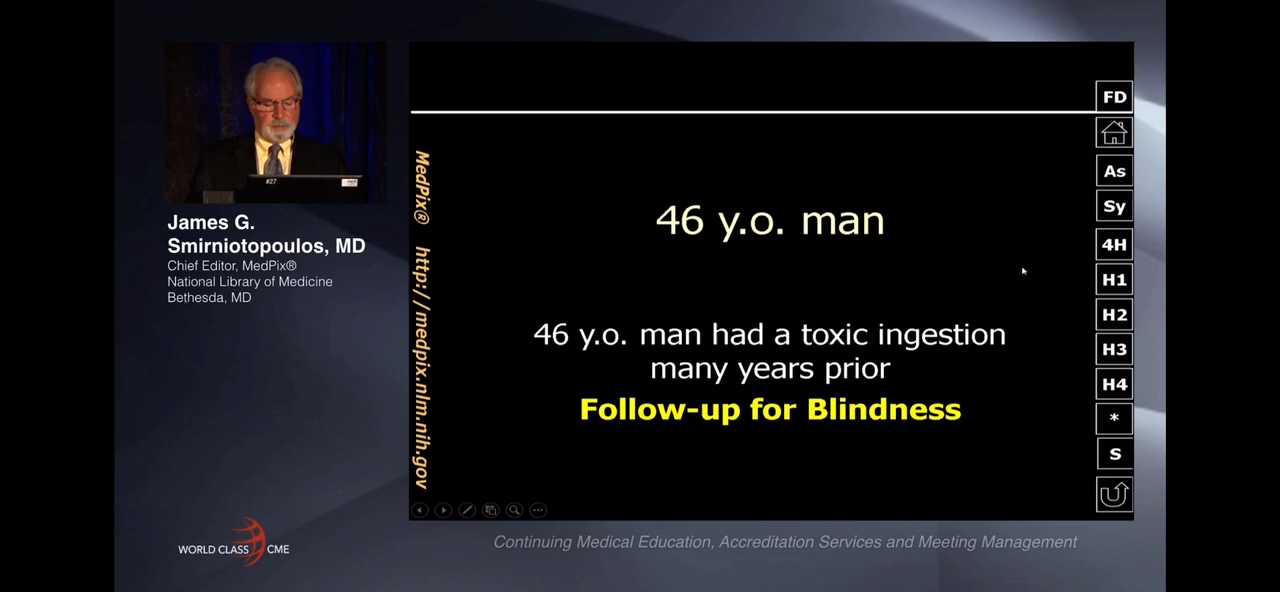 James G.
Smirniotopoulos, MD
Chief Editor, MedPix®
National Library of Medicine
Bethesda, MD
#27
MedPix® http://medpix.nlm.nih.gov
46 y.o. man
46 y.o. man had a toxic ingestion
many years prior
Follow-up for Blindness
FD
As
Sy
4H
H1
H2
H3
H4
*
S
WORLD CLASS CME
Continuing Medical Education, Accreditation Services and Meeting Management